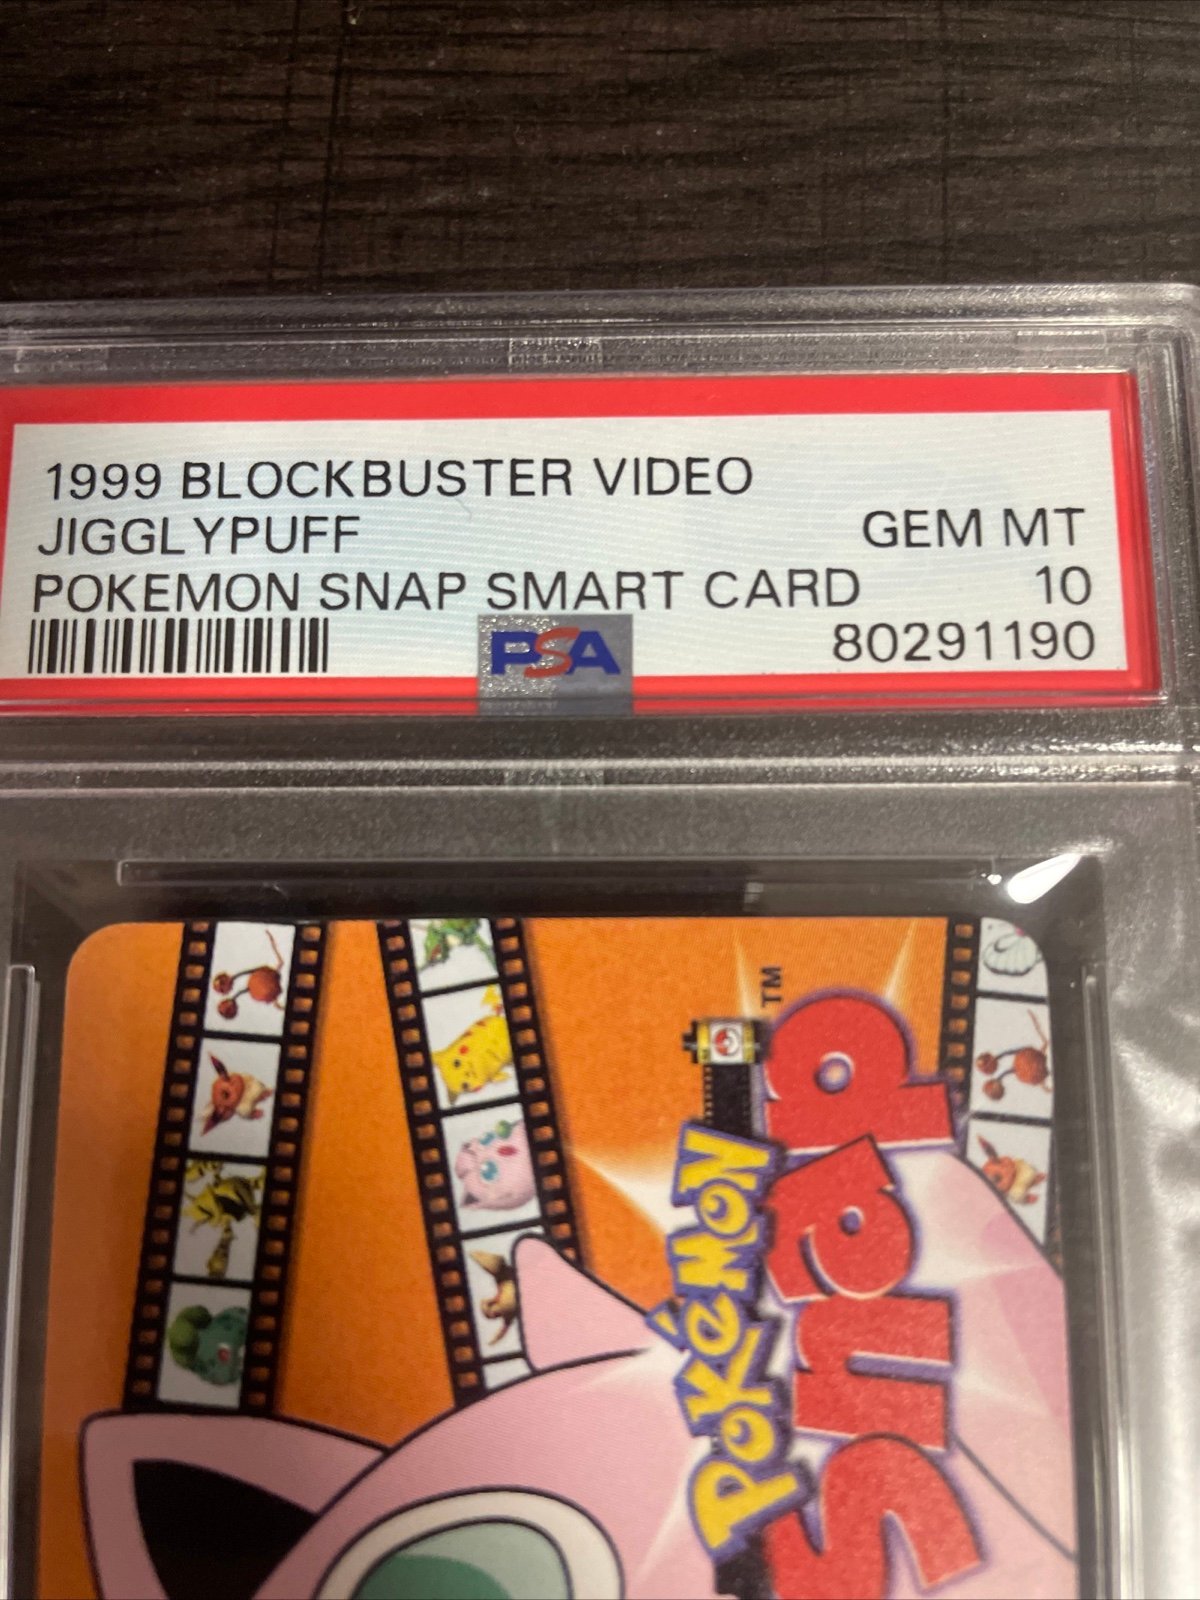 1999 BLOCKBUSTER VIDEO
JIGGLYPUFF
GEM MT
POKEMON SNAP SMART CARD
10
PSA
80291190
POKéMON
Snap
TM